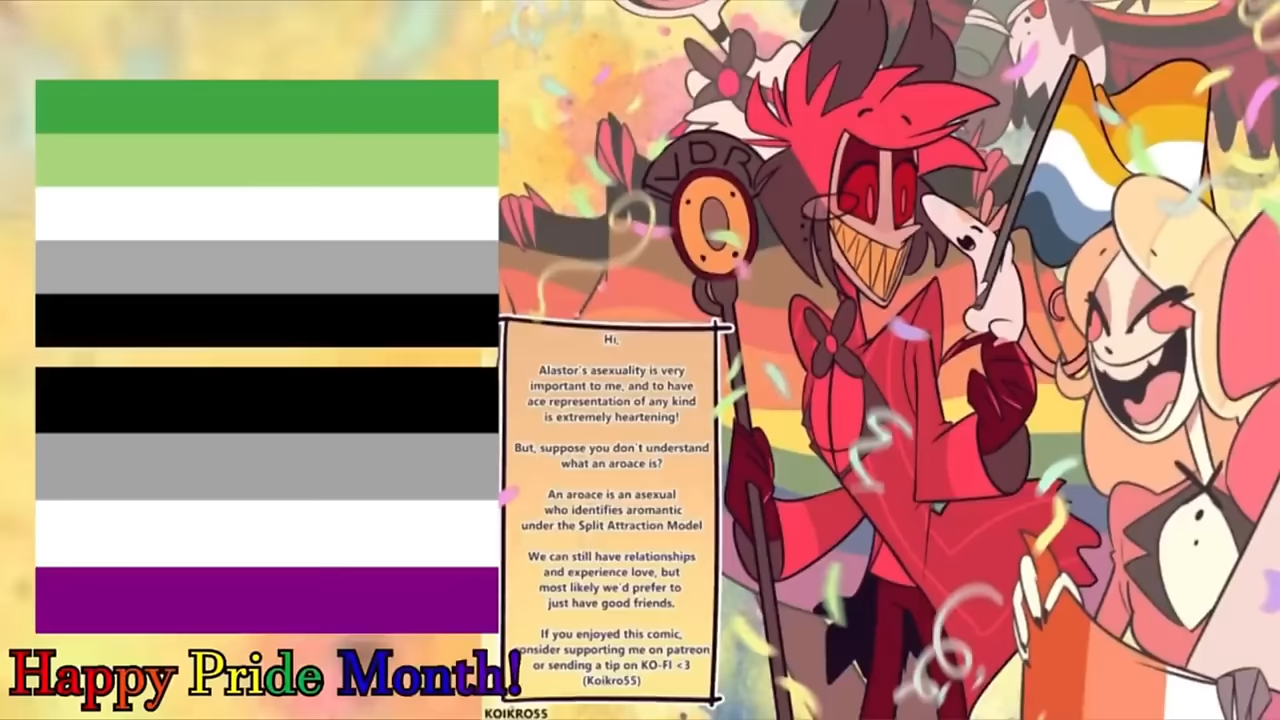 VDR
Hi,
Alastor's asexuality is very
important to me, and to have
ace representation of any kind
is extremely heartening!
But, suppose you don't understand
what an aroace is?
An aroace is an asexual
who identifies aromantic
under the Split Attraction Model
We can still have relationships
and experience love, but
most likely we'd prefer to
just have good friends.
If you enjoyed this comic,
onsider supporting me on patreon
or sending a tip on KO-FI <3
(Koikro55)
Happy Pride Month!
KOIKRO55